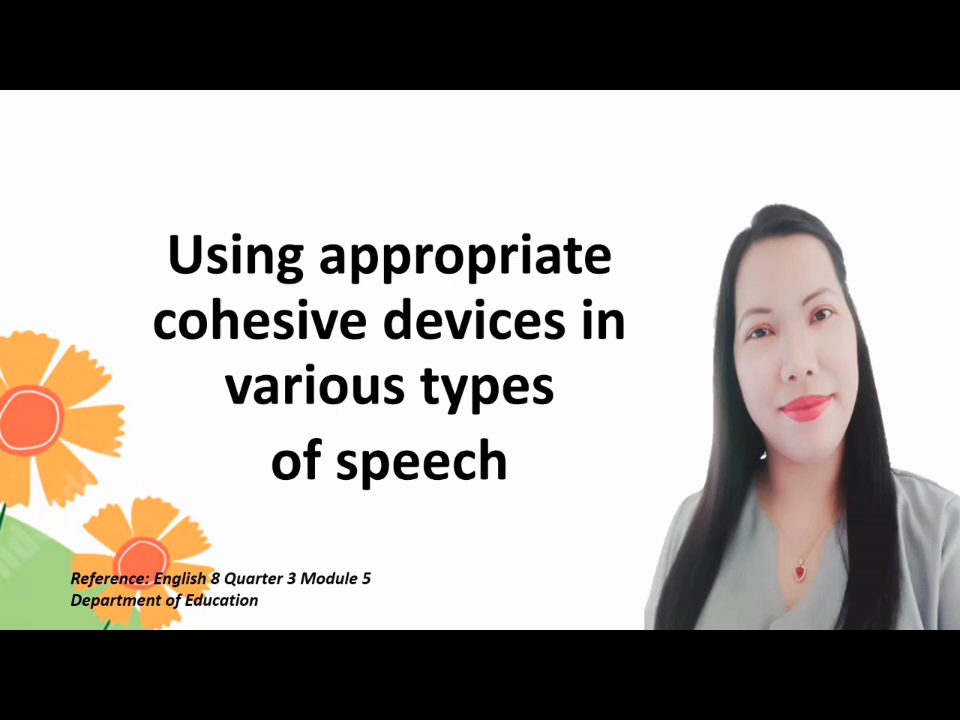 Using appropriate
cohesive devices in
various types
of speech
Reference: English 8 Quarter 3 Module 5
Department of Education